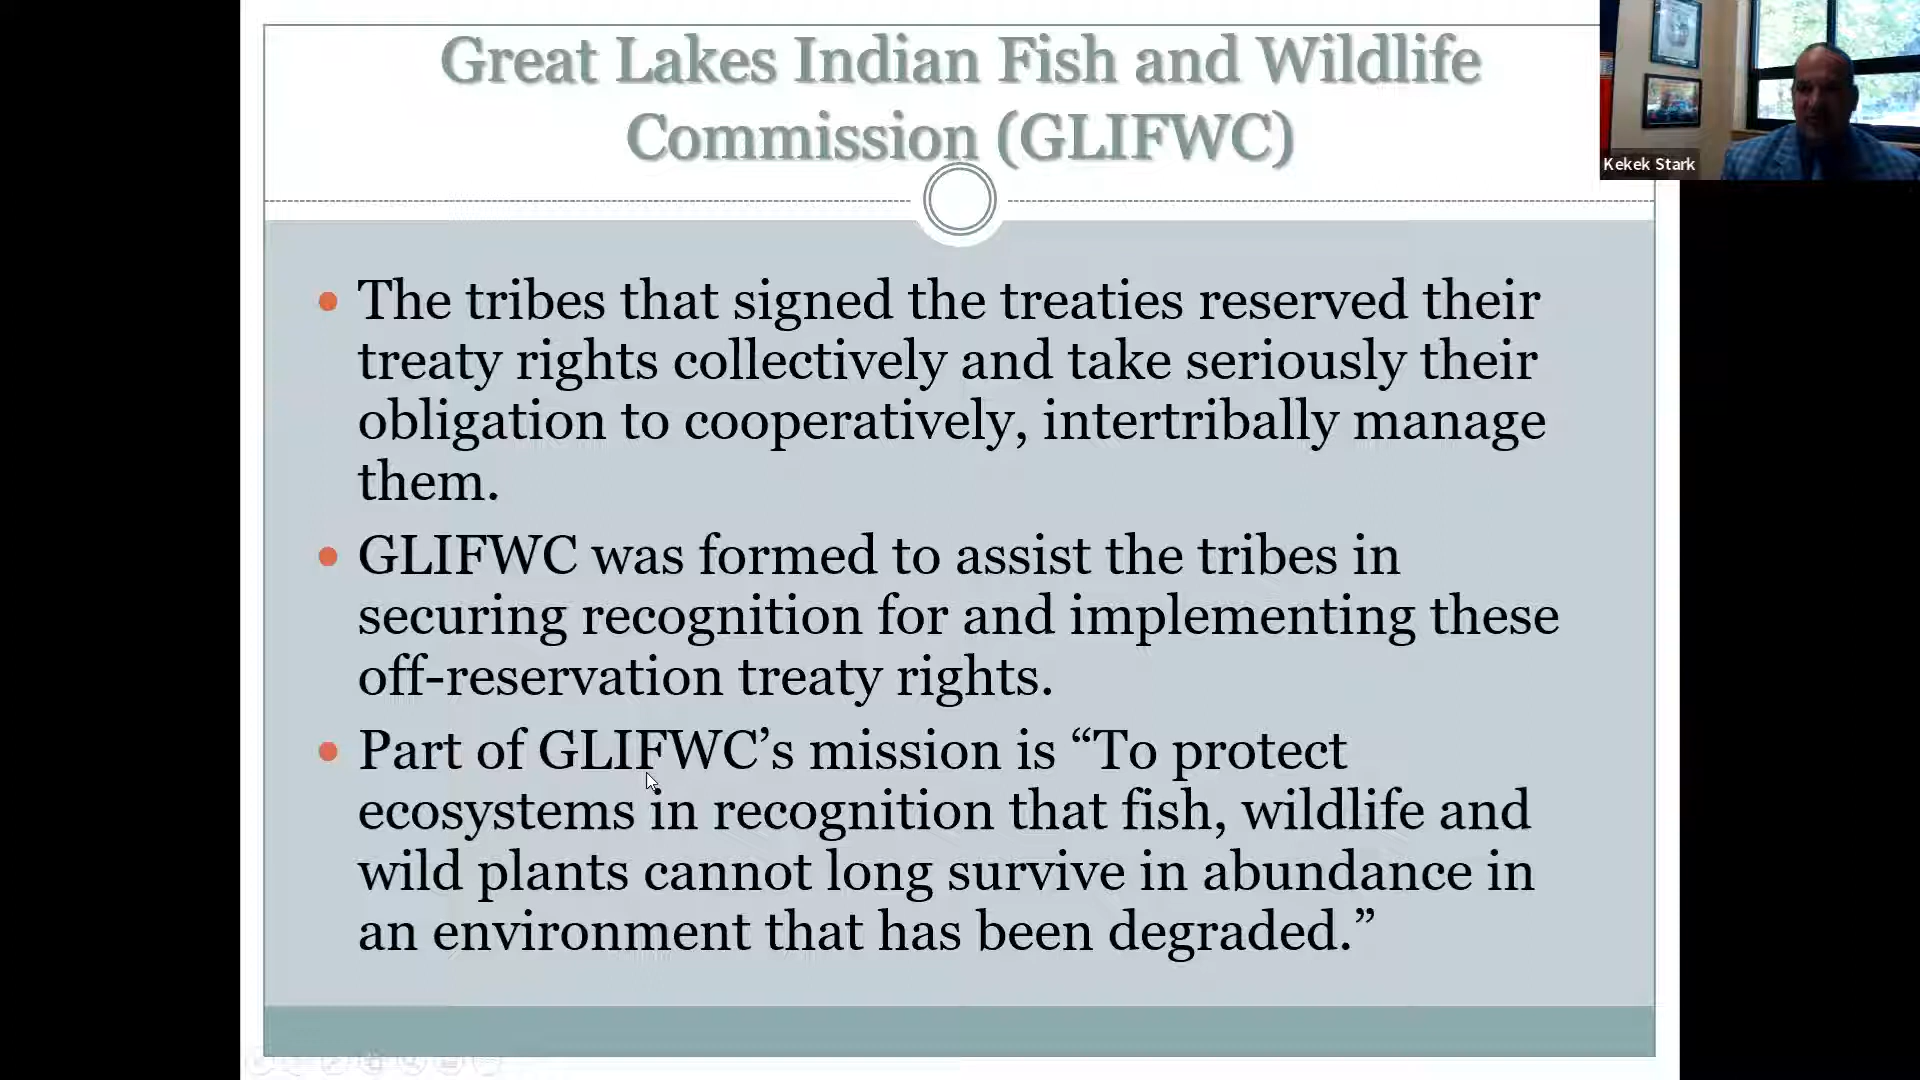 Great Lakes Indian Fish and Wildlife
Commission (GLIFWC)
Kekek Stark
• The tribes that signed the treaties reserved their
treaty rights collectively and take seriously their
obligation to cooperatively, intertribally manage
them.
• GLIFWC was formed to assist the tribes in
securing recognition for and implementing these
off-reservation treaty rights.
• Part of GLIFWC’s mission is “To protect
ecosystems in recognition that fish, wildlife and
wild plants cannot long survive in abundance in
an environment that has been degraded.”